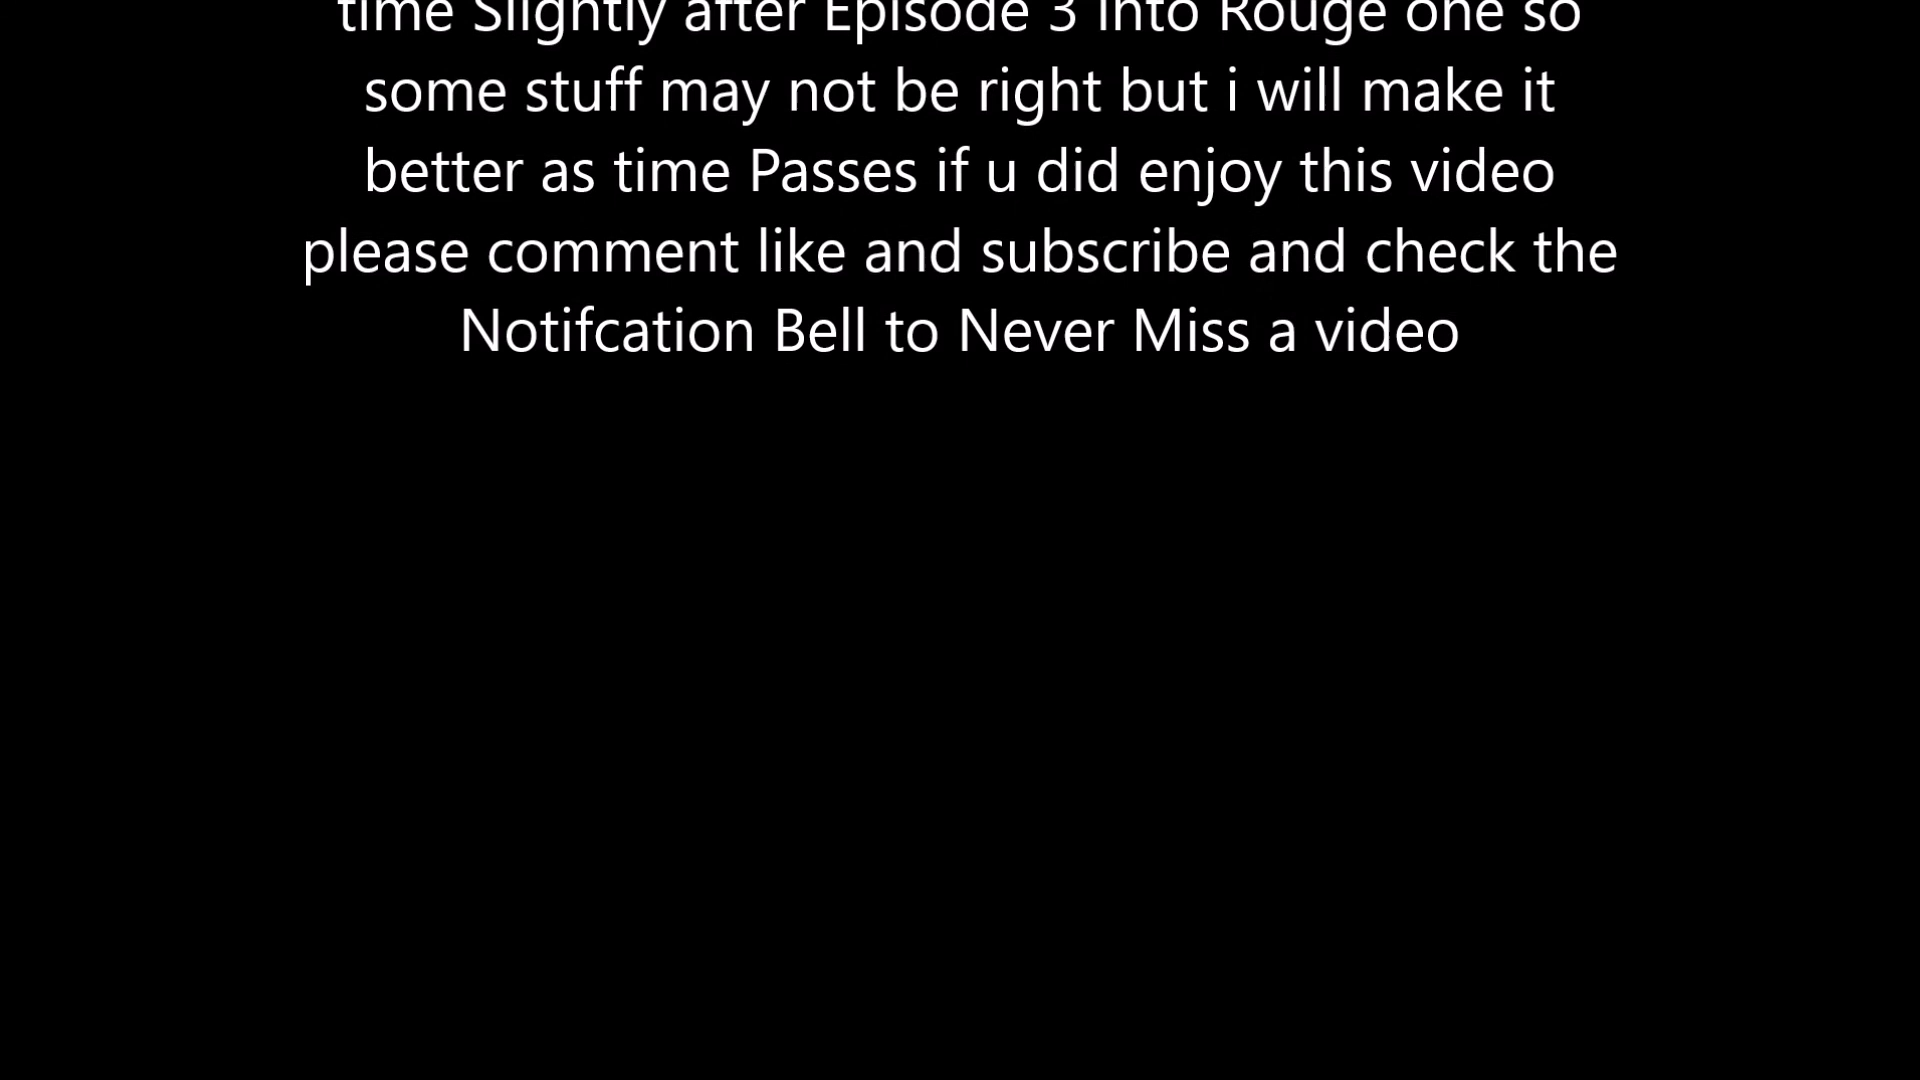 time Slightly after Episode 3 into Rouge one so
some stuff may not be right but i will make it
better as time Passes if u did enjoy this video
please comment like and subscribe and check the
Notifcation Bell to Never Miss a video